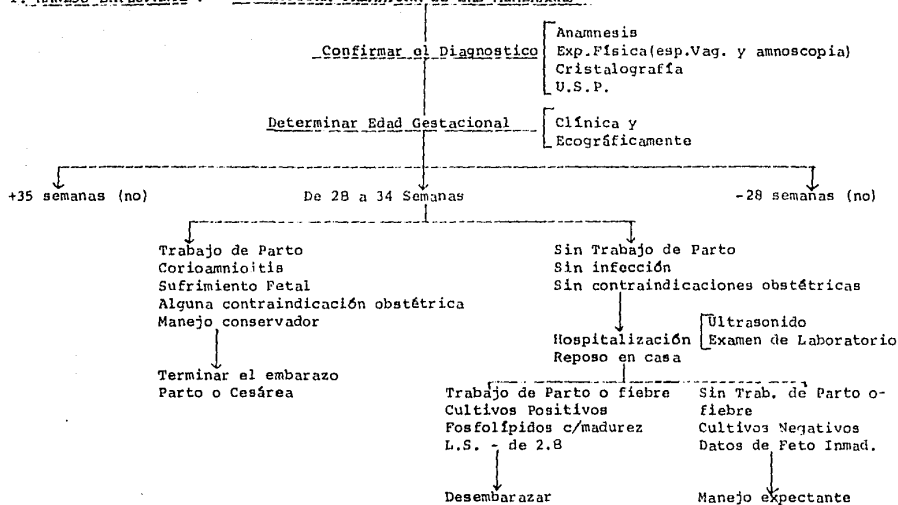 Confirmar el Diagnostico
Anamnesis
Exp.Física(esp.Vag. y amnoscopia)
Cristalografía
U.S.P.
Determinar Edad Gestacional
Clínica y
Ecográficamente
+35 semanas (no)
De 28 a 34 Semanas
-28 semanas (no)
Trabajo de Parto
Corioamnioitis
Sufrimiento Fetal
Alguna contraindicación obstétrica
Manejo conservador
Terminar el embarazo
Parto o Cesárea
Sin Trabajo de Parto
Sin infección
Sin contraindicaciones obstétricas
Hospitalización
Reposo en casa
Ultrasonido
Examen de Laboratorio
Trabajo de Parto o fiebre
Cultivos Positivos
Fosfolípidos c/madurez
L.S. - de 2.8
Desembarazar
Sin Trab. de Parto o-
fiebre
Cultivos Negativos
Datos de Feto Inmad.
Manejo expectante